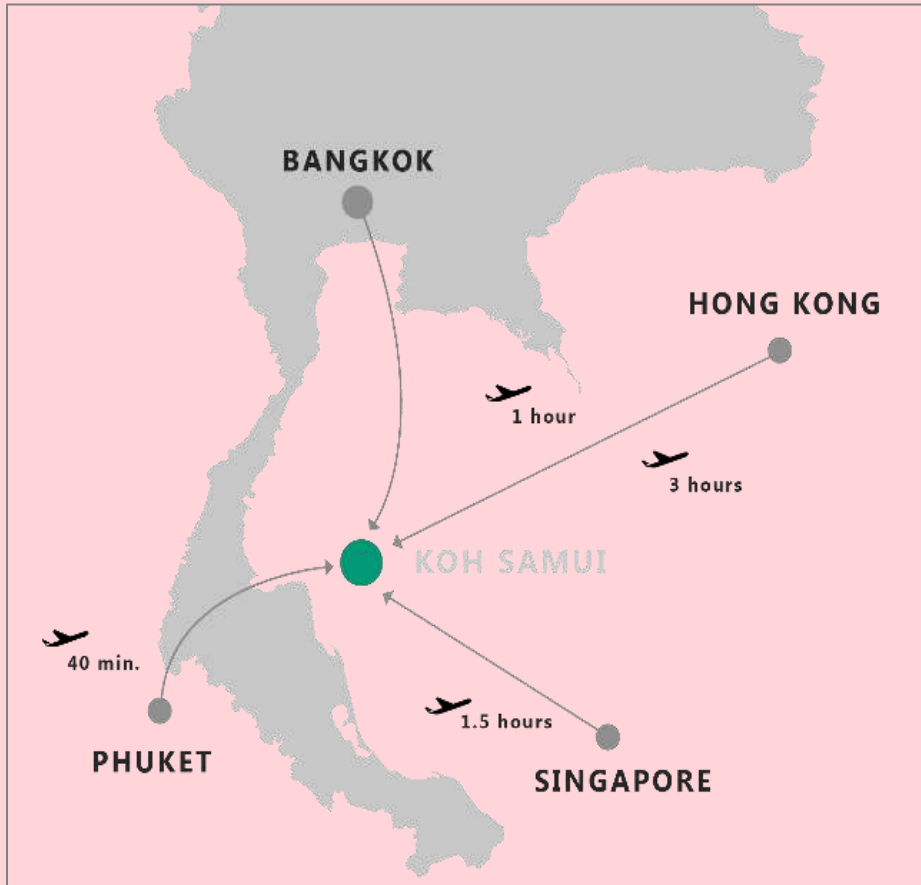 BANGKOK
HONG KONG
1 hour
3 hours
KOH SAMUI
40 min.
1.5 hours
PHUKET
SINGAPORE